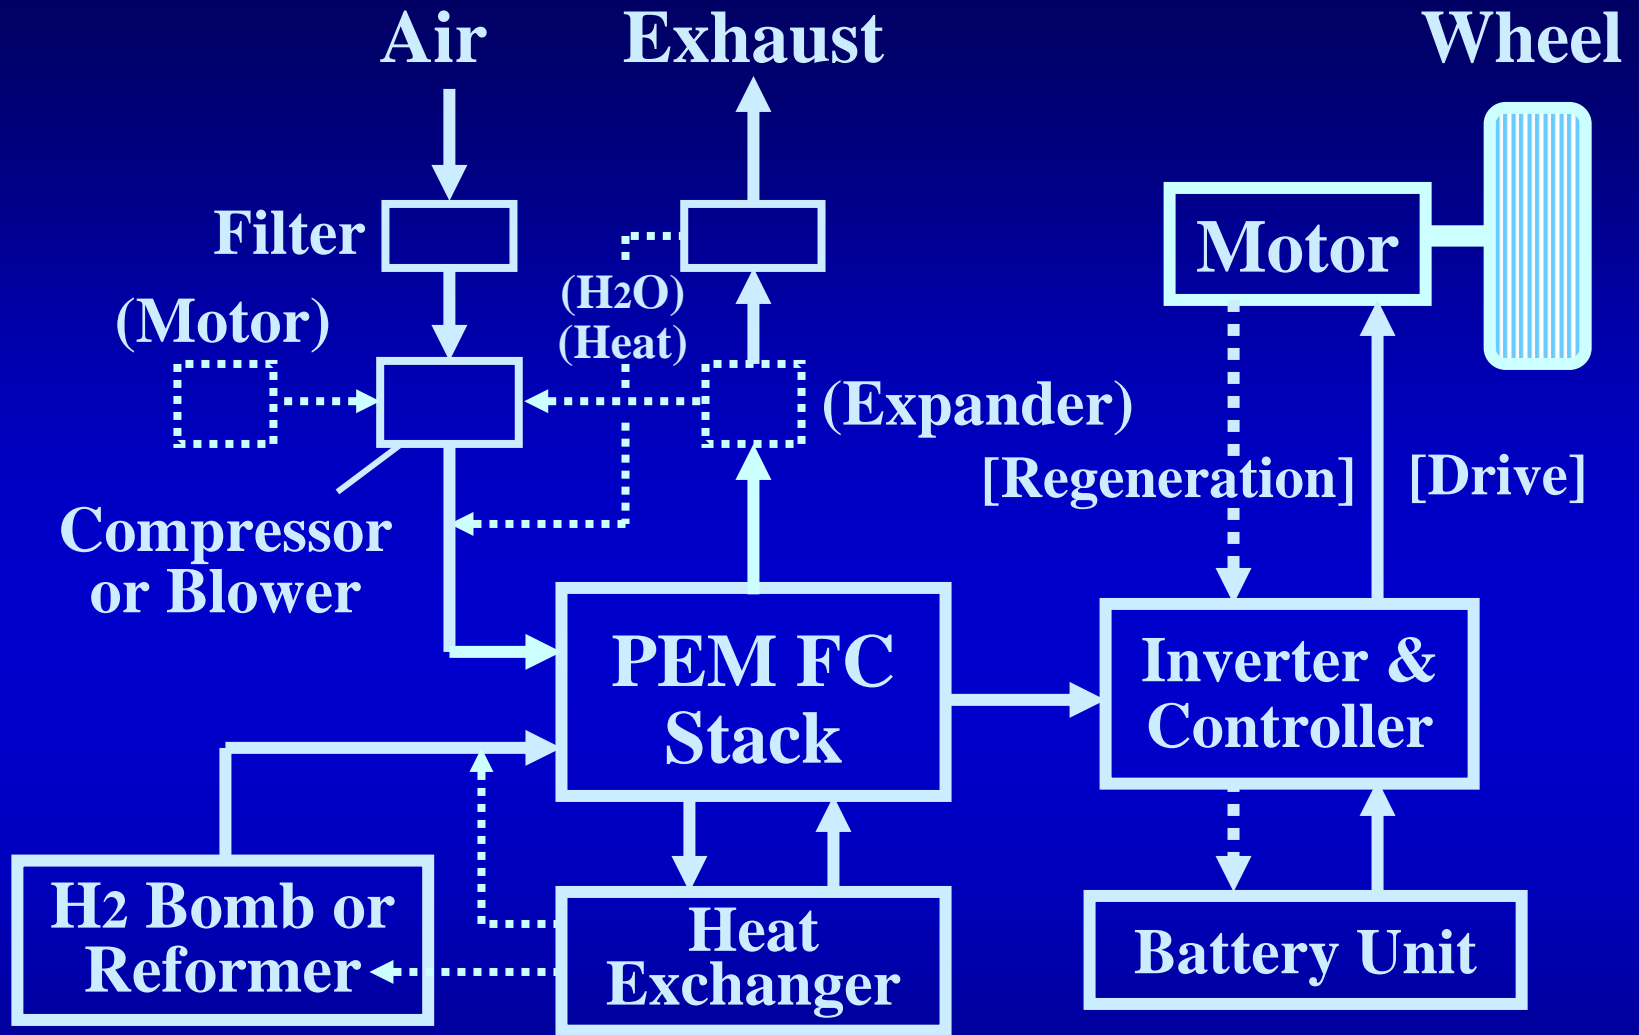 Air
Exhaust
Wheel
Filter
Motor
(H2O)
(Motor)
(Heat)
(Expander)
[Regeneration]
[Drive]
Compressor
or Blower
PEM FC
Stack
Inverter &
Controller
H2 Bomb or
Reformer
Heat
Exchanger
Battery Unit